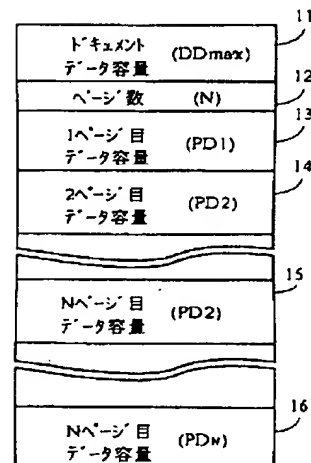 ドキュメント
データ容量 (DDmax) 11
ページ数 (N) 12
1ページ目
データ容量 (PD1) 13
2ページ目
データ容量 (PD2) 14
Nページ目
データ容量 (PD2) 15
Nページ目
データ容量 (PDN) 16